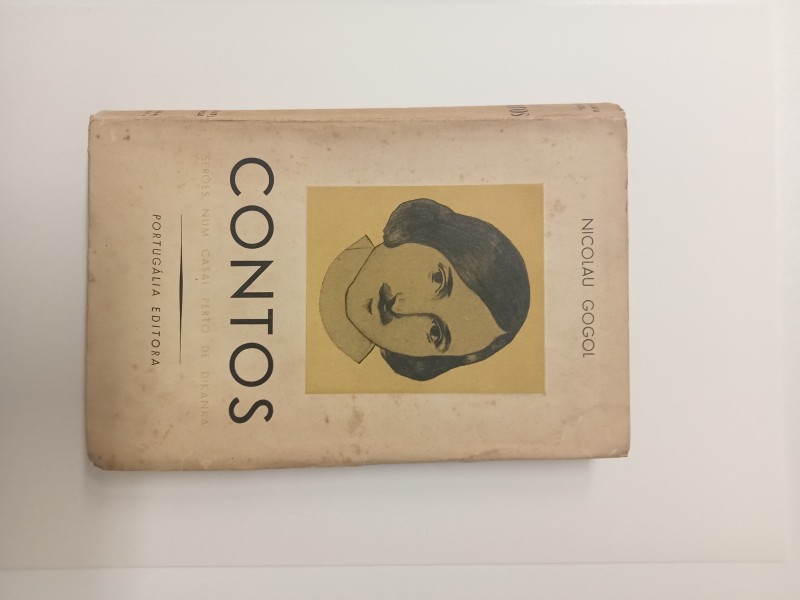 NICOLAU GOGOL
CONTOS
SERÕES NUM CASAL PERTO DE DIKANKA
PORTUGÁLIA EDITORA